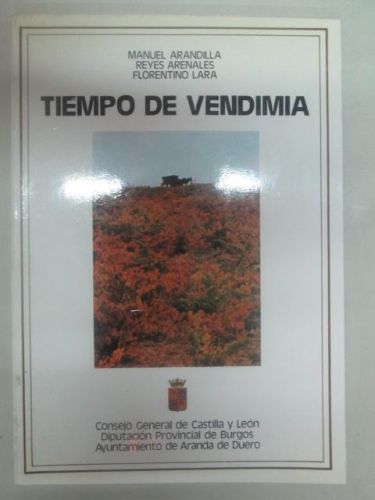 MANUEL ARANDILLA
REYES ARENALES
FLORENTINO LARA
TIEMPO DE VENDIMIA
Consejo General de Castilla y León
Diputación Provincial de Burgos
Ayuntamiento de Aranda de Duero